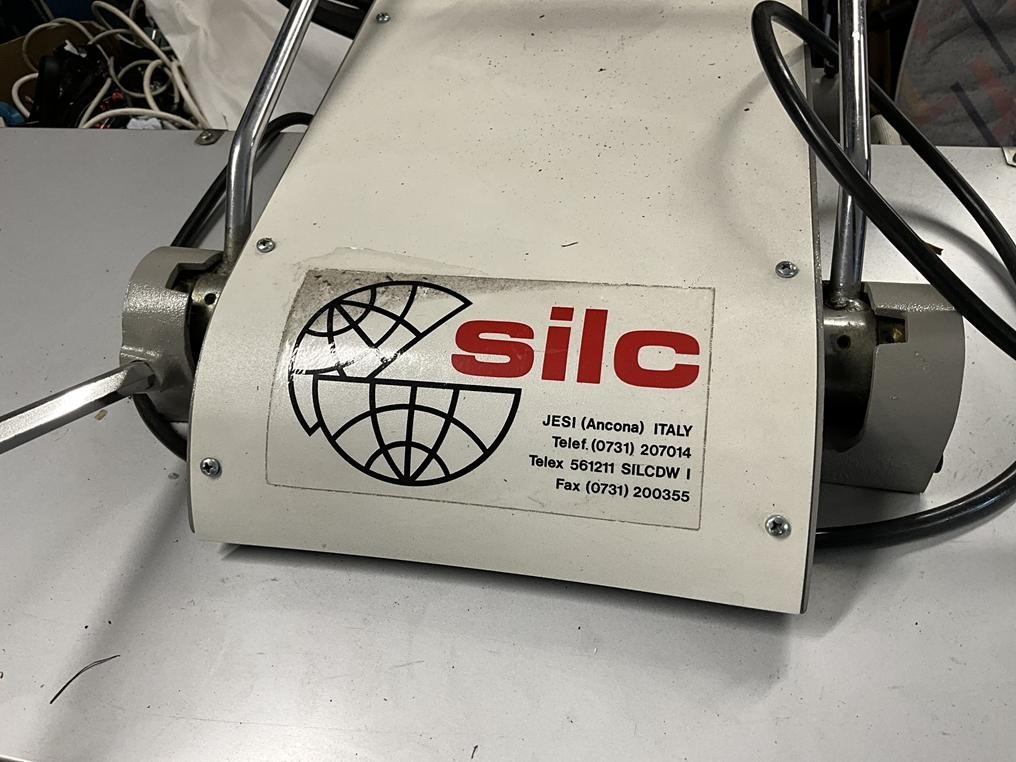 silc
JESI (Ancona) ITALY
Telef. (0731) 207014
Telex 561211 SILCDW I
Fax (0731) 200355